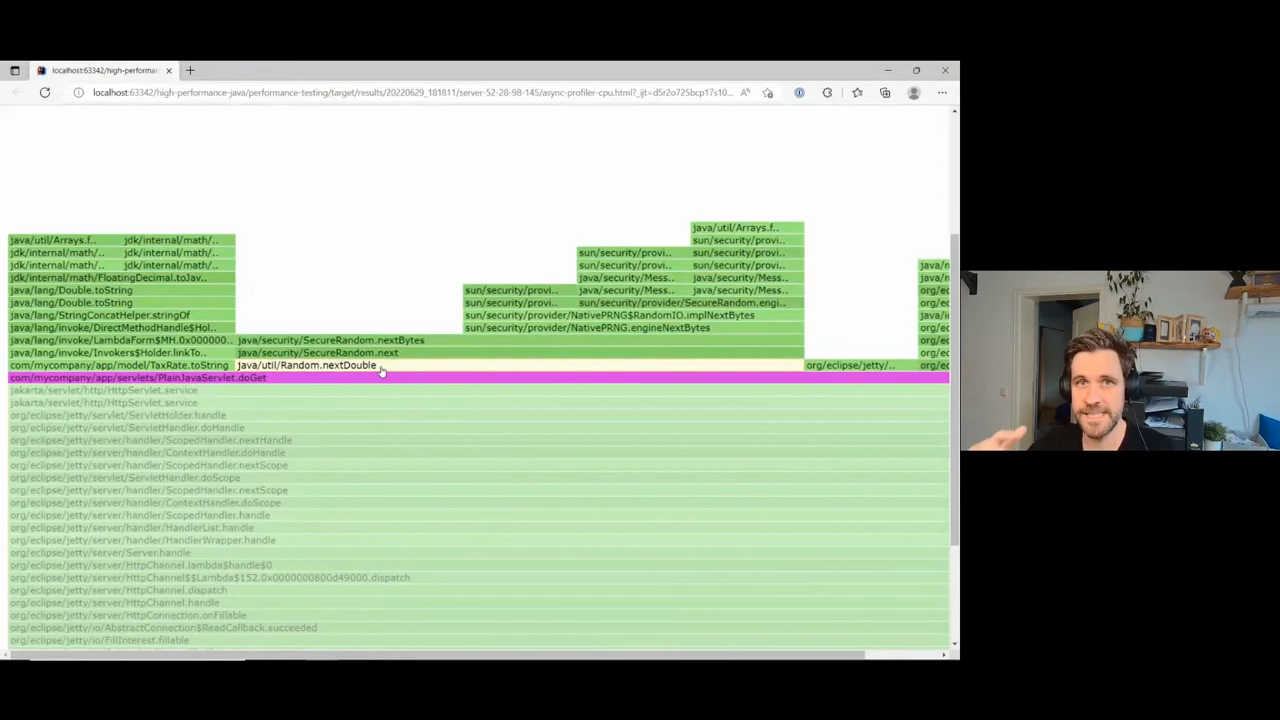 localhost:63342/high-performan
localhost:63342/high-performance-java/performance-testing/target/results/20220629_181811/server-52-28-98-145/async-profiler-cpu.html?_ijt=d5r2o725bcp17s10...
java/util/Arrays.f..
java/util/Arrays.f.. jdk/internal/math/.. sun/security/provi..
jdk/internal/math/.. jdk/internal/math/.. sun/security/provi.. sun/security/provi..
jdk/internal/math/.. jdk/internal/math/.. sun/security/provi.. sun/security/provi.. java/n
jdk/internal/math/FloatingDecimal.toJav.. java/security/Mess.. java/security/Mess.. java/n
java/lang/Double.toString sun/security/provi.. java/security/Mess.. java/security/Mess.. org/e
java/lang/Double.toString sun/security/provi.. sun/security/provider/SecureRandom.engi.. org/e
java/lang/StringConcatHelper.stringOf sun/security/provider/NativePRNG$RandomIO.implNextBytes java/i
java/lang/invoke/DirectMethodHandle$Hol.. sun/security/provider/NativePRNG.engineNextBytes org/e
java/lang/invoke/LambdaForm$MH.0x000000.. java/security/SecureRandom.nextBytes org/e
java/lang/invoke/Invokers$Holder.linkTo.. java/security/SecureRandom.next org/e
com/mycompany/app/model/TaxRate.toString java/util/Random.nextDouble org/eclipse/jetty/.. org/e
com/mycompany/app/servlets/PlainJavaServlet.doGet
jakarta/servlet/http/HttpServlet.service
jakarta/servlet/http/HttpServlet.service
org/eclipse/jetty/servlet/ServletHolder.handle
org/eclipse/jetty/servlet/ServletHandler.doHandle
org/eclipse/jetty/server/handler/ScopedHandler.nextHandle
org/eclipse/jetty/server/handler/ContextHandler.doHandle
org/eclipse/jetty/server/handler/ScopedHandler.nextScope
org/eclipse/jetty/servlet/ServletHandler.doScope
org/eclipse/jetty/server/handler/ScopedHandler.nextScope
org/eclipse/jetty/server/handler/ContextHandler.doScope
org/eclipse/jetty/server/handler/ScopedHandler.handle
org/eclipse/jetty/server/handler/HandlerList.handle
org/eclipse/jetty/server/handler/HandlerWrapper.handle
org/eclipse/jetty/server/Server.handle
org/eclipse/jetty/server/HttpChannel.lambda$handle$0
org/eclipse/jetty/server/HttpChannel$$Lambda$152.0x0000000800d49000.dispatch
org/eclipse/jetty/server/HttpChannel.dispatch
org/eclipse/jetty/server/HttpChannel.handle
org/eclipse/jetty/server/HttpConnection.onFillable
org/eclipse/jetty/io/AbstractConnection$ReadCallback.succeeded
org/eclipse/jetty/io/FillInterest.fillable